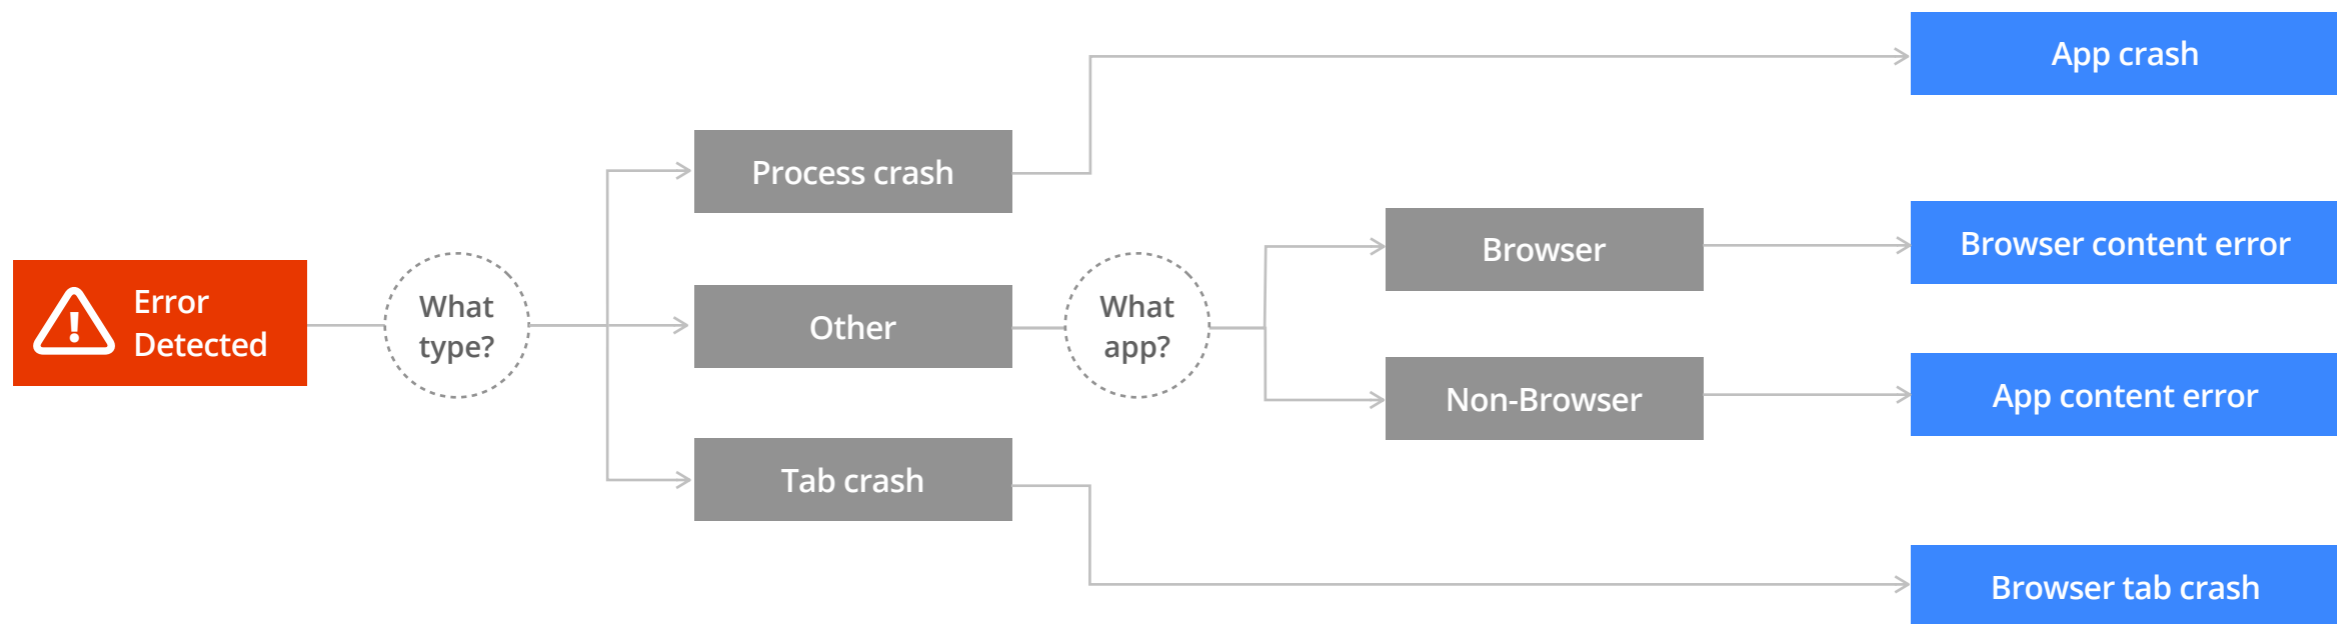 Error
Detected
What
type?
Process crash
Other
Tab crash
What
app?
Browser
Non-Browser
App crash
Browser content error
App content error
Browser tab crash